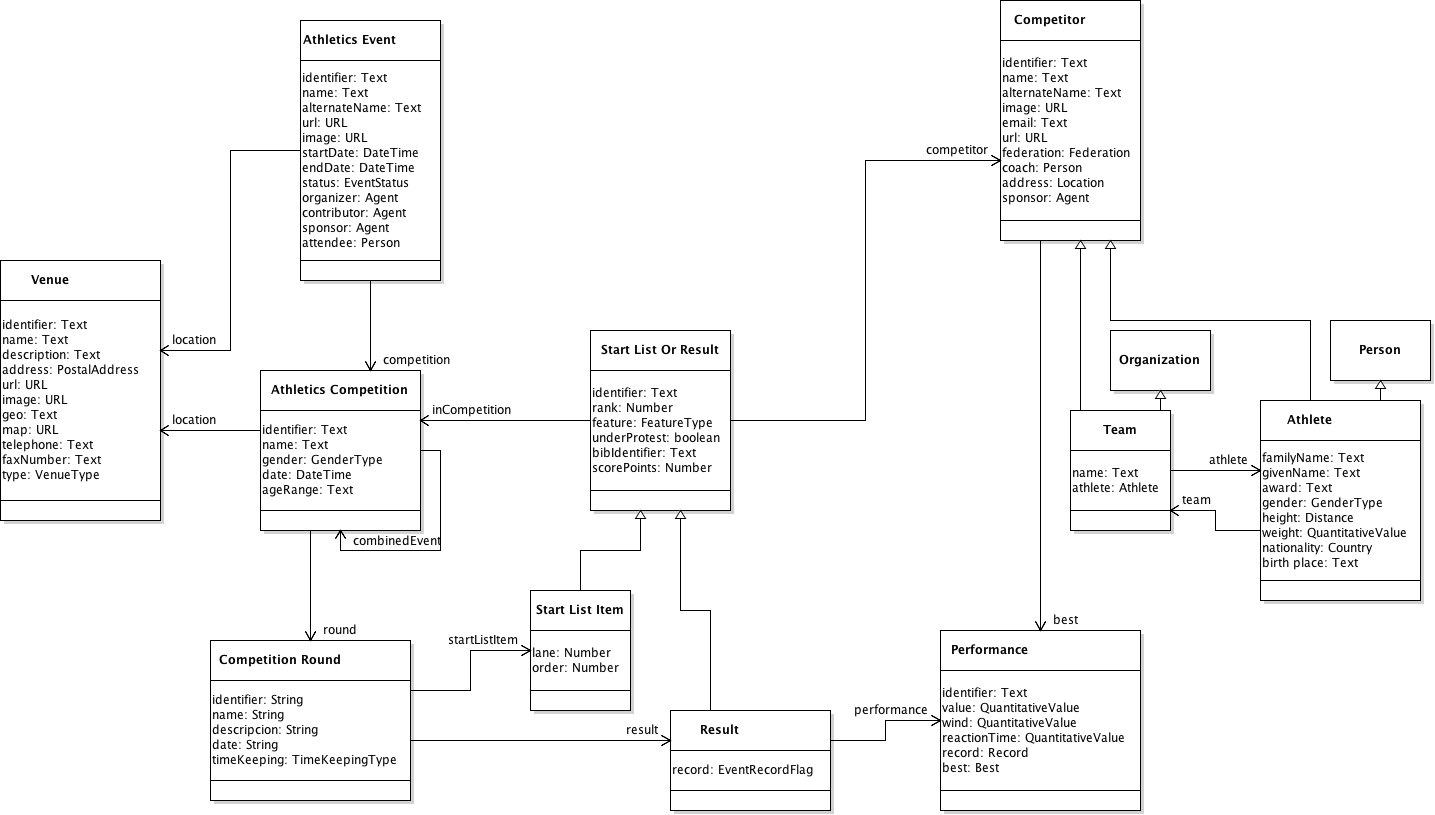 Athletics Event
identifier: Text
name: Text
alternateName: Text
url: URL
image: URL
startDate: DateTime
endDate: DateTime
status: EventStatus
organizer: Agent
contributor: Agent
sponsor: Agent
attendee: Person
Competitor
identifier: Text
name: Text
alternateName: Text
image: URL
email: Text
url: URL
federation: Federation
coach: Person
address: Location
sponsor: Agent
competitor
Venue
identifier: Text
name: Text
description: Text
address: PostalAddress
url: URL
image: URL
geo: Text
map: URL
telephone: Text
faxNumber: Text
type: VenueType
location
location
competition
Athletics Competition
identifier: Text
name: Text
gender: GenderType
date: DateTime
ageRange: Text
combinedEvent
inCompetition
Start List Or Result
identifier: Text
rank: Number
feature: FeatureType
underProtest: boolean
bibIdentifier: Text
scorePoints: Number
Organization
Person
Team
name: Text
athlete: Athlete
athlete
team
Athlete
familyName: Text
givenName: Text
award: Text
gender: GenderType
height: Distance
weight: QuantitativeValue
nationality: Country
birth place: Text
round
Competition Round
identifier: String
name: String
descripcion: String
date: String
timeKeeping: TimeKeepingType
startListItem
Start List Item
lane: Number
order: Number
result
Result
record: EventRecordFlag
performance
best
Performance
identifier: Text
value: QuantitativeValue
wind: QuantitativeValue
reactionTime: QuantitativeValue
record: Record
best: Best